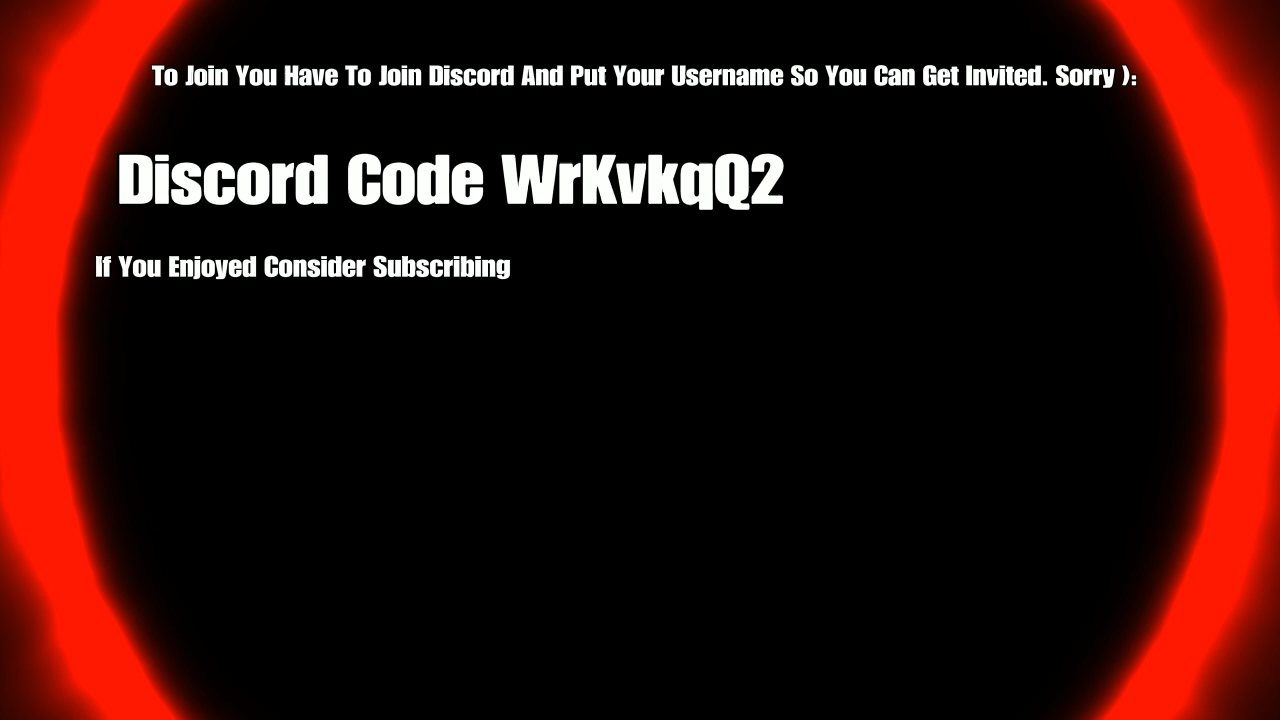 To Join You Have To Join Discord And Put Your Username So You Can Get Invited. Sorry ):
Discord Code WrKvkqQ2
If You Enjoyed Consider Subscribing